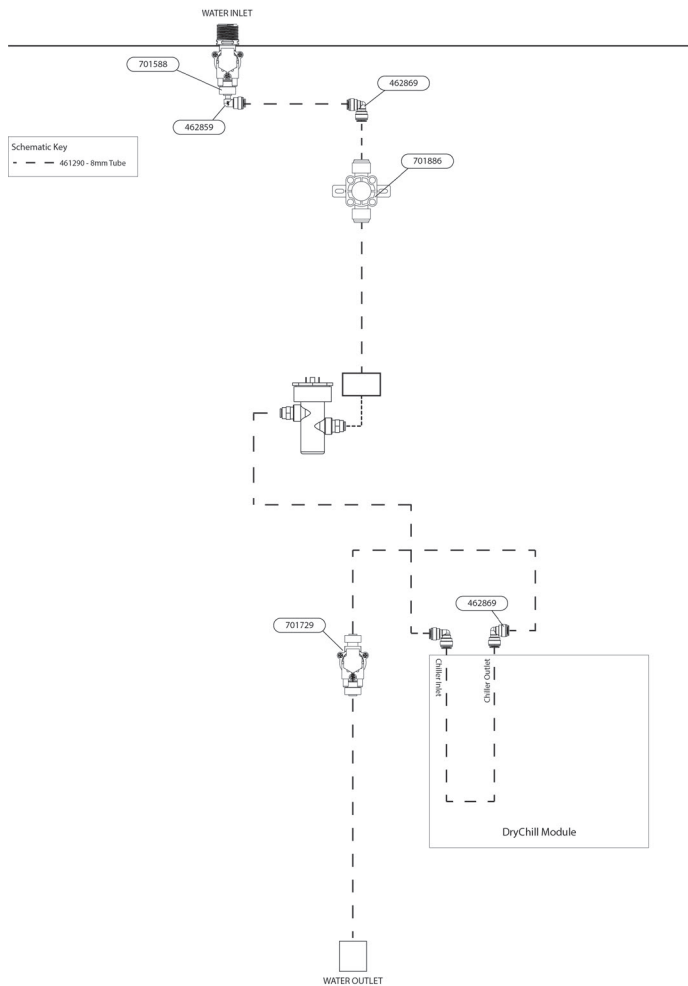 WATER INLET
701588
462869
462859
Schematic Key
461290 - 8mm Tube
701886
462869
701729
Chiller Inlet
Chiller Outlet
DryChill Module
WATER OUTLET